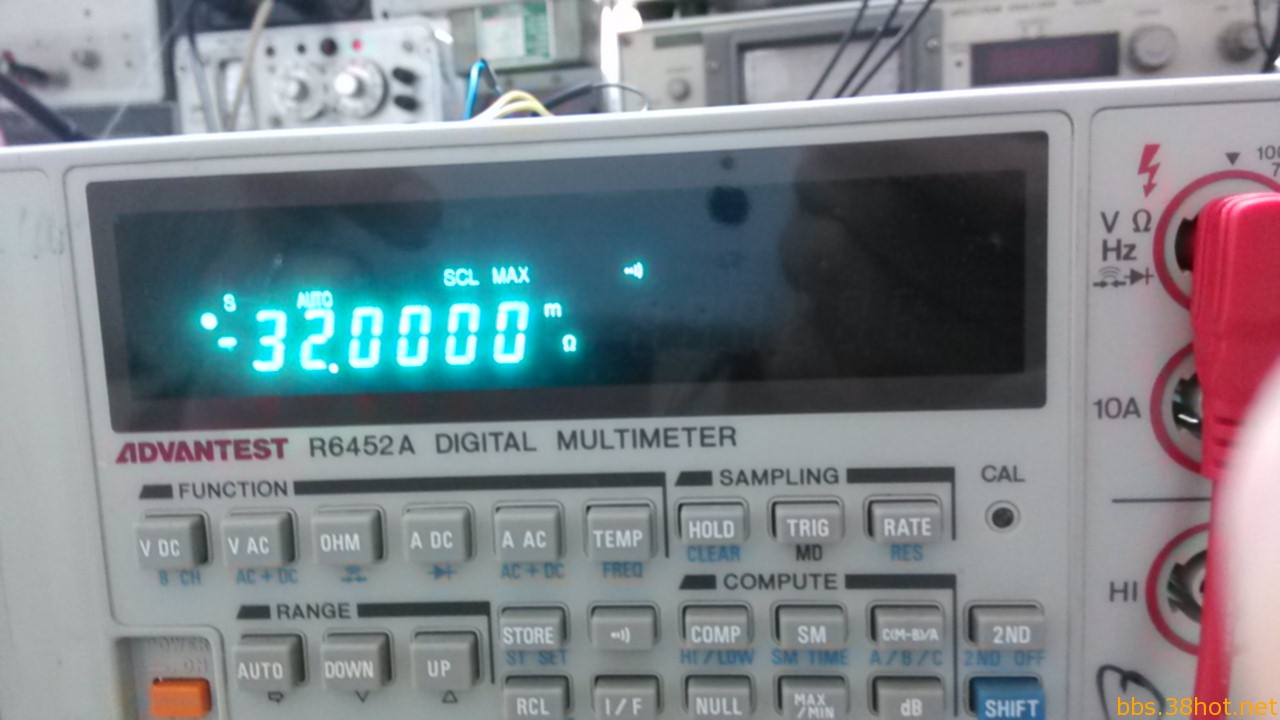 SCL MAX
S AUTO
-32.0000 m
Ω
ADVANTEST R6452A DIGITAL MULTIMETER
FUNCTION
SAMPLING
CAL
V DC V AC OHM A DC A AC TEMP HOLD TRIG RATE
8 CH AC+DC AC+DC FREQ CLEAR MD RES
RANGE
COMPUTE
STORE COMP SM C(M-B)/A 2ND
ST SET HI/LOW SM TIME A/B/C 2ND OFF
POWER
ON
AUTO DOWN UP
RCL I/F NULL MAX/MIN dB SHIFT
V Ω
Hz
10A
HI
bbs.38hot.net